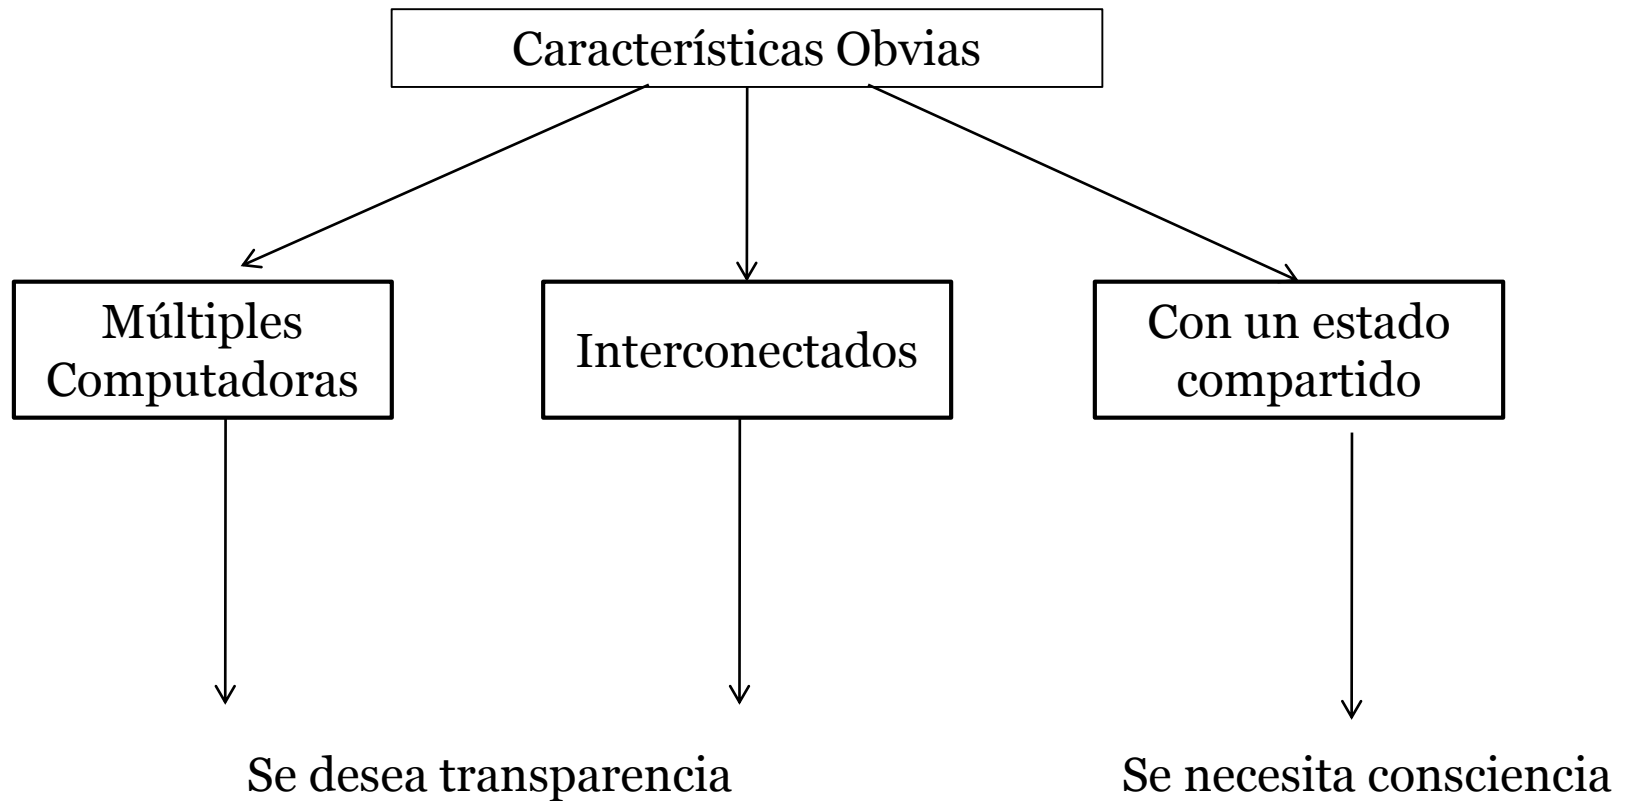 Características Obvias
Múltiples
Computadoras
Interconectados
Con un estado
compartido
Se desea transparencia
Se necesita consciencia